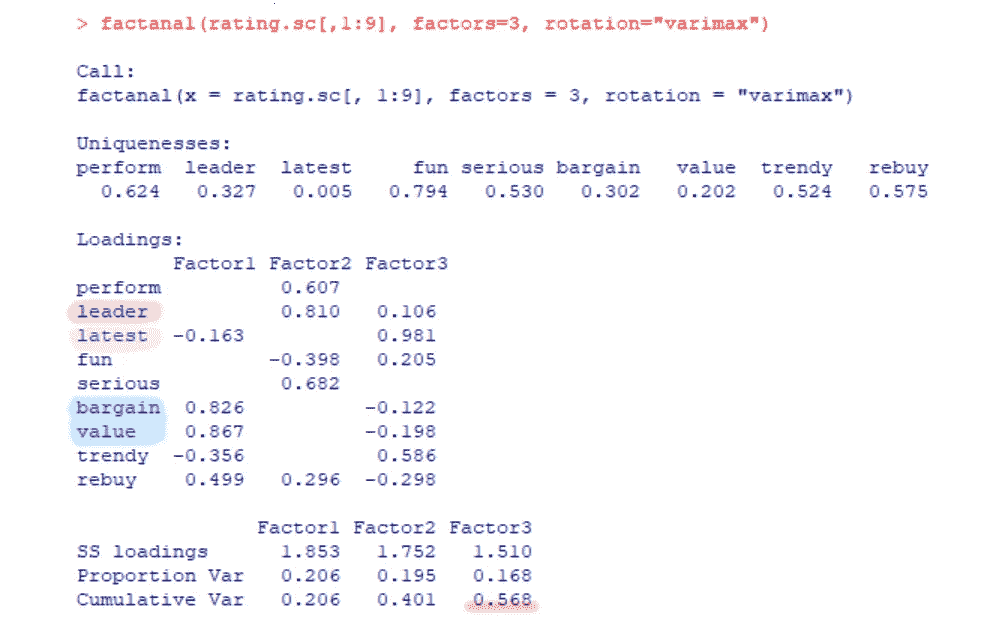 > factanal(rating.sc[,1:9], factors=3, rotation="varimax")
Call:
factanal(x = rating.sc[, 1:9], factors = 3, rotation = "varimax")
Uniquenesses:
perform leader latest fun serious bargain value trendy rebuy
0.624 0.327 0.005 0.794 0.530 0.302 0.202 0.524 0.575
Loadings:
Factor1 Factor2 Factor3
perform 0.607
leader 0.810 0.106
latest -0.163 0.981
fun -0.398 0.205
serious 0.682
bargain 0.826 -0.122
value 0.867 -0.198
trendy -0.356 0.586
rebuy 0.499 0.296 -0.298
Factor1 Factor2 Factor3
SS loadings 1.853 1.752 1.510
Proportion Var 0.206 0.195 0.168
Cumulative Var 0.206 0.401 0.568